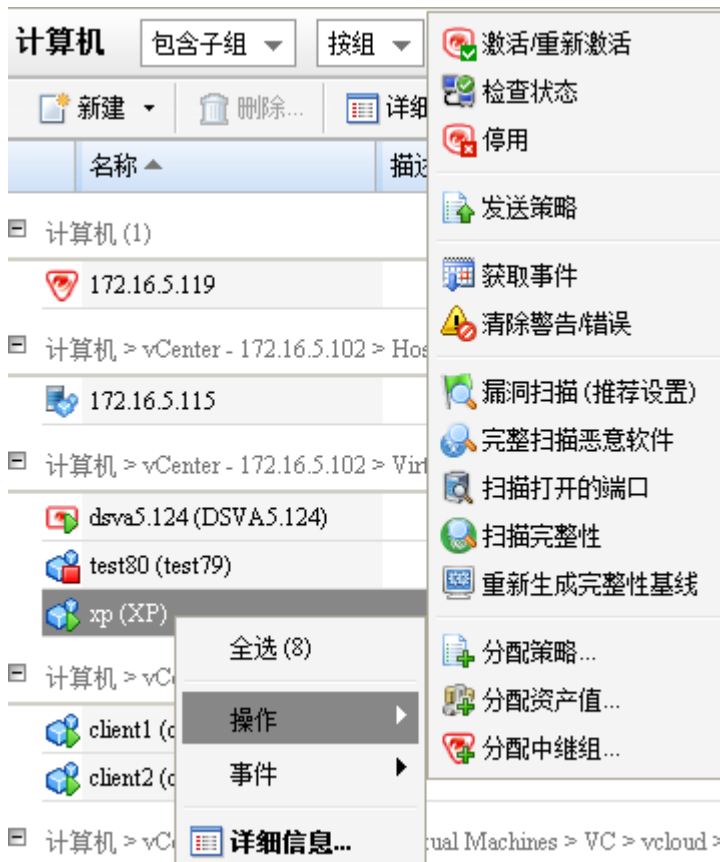 计算机
包含子组
按组
新建
删除...
详细
名称
描述
计算机 (1)
172.16.5.119
计算机 > vCenter - 172.16.5.102 > Hos
172.16.5.115
计算机 > vCenter - 172.16.5.102 > Virt
dsva5.124 (DSVA5.124)
test80 (test79)
xp (XP)
计算机 > vC
client1 (
client2 (
计算机 > vC
ual Machines > VC > vcloud >
全选 (8)
操作
事件
详细信息...
激活/重新激活
检查状态
停用
发送策略
获取事件
清除警告/错误
漏洞扫描 (推荐设置)
完整扫描恶意软件
扫描打开的端口
扫描完整性
重新生成完整性基线
分配策略...
分配资产值...
分配中继组...